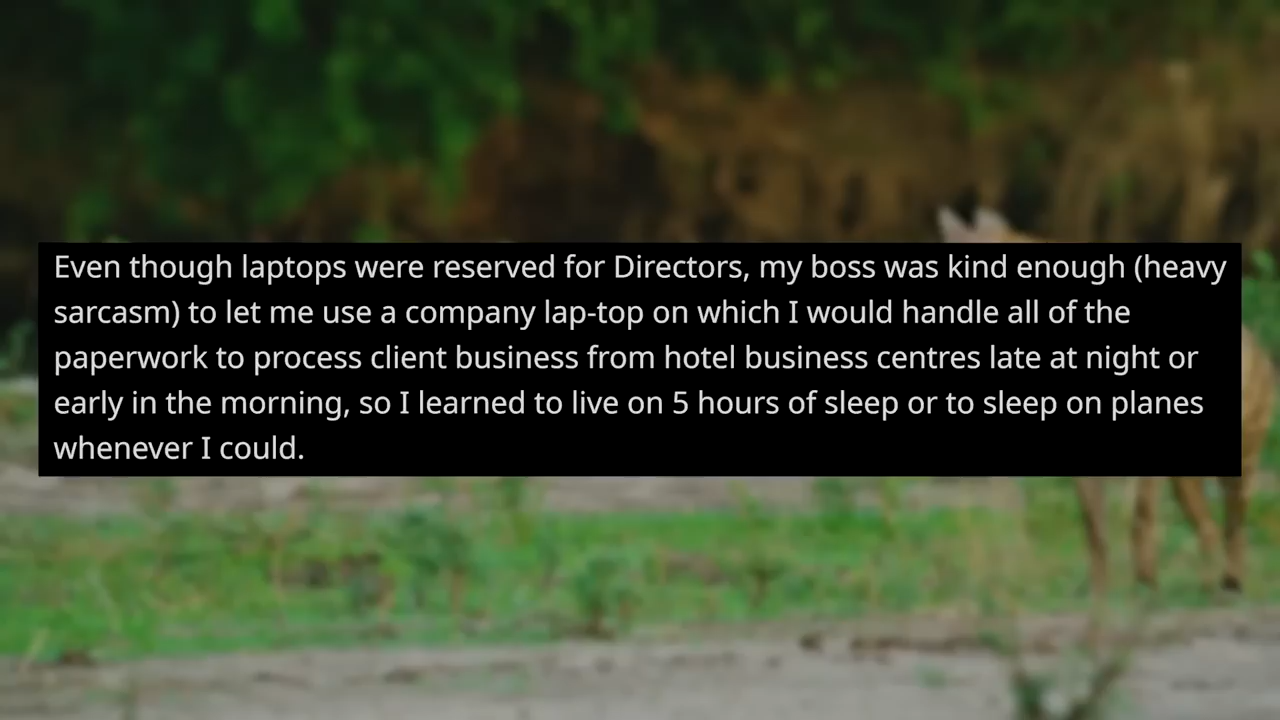 Even though laptops were reserved for Directors, my boss was kind enough (heavy
sarcasm) to let me use a company lap-top on which I would handle all of the
paperwork to process client business from hotel business centres late at night or
early in the morning, so I learned to live on 5 hours of sleep or to sleep on planes
whenever I could.